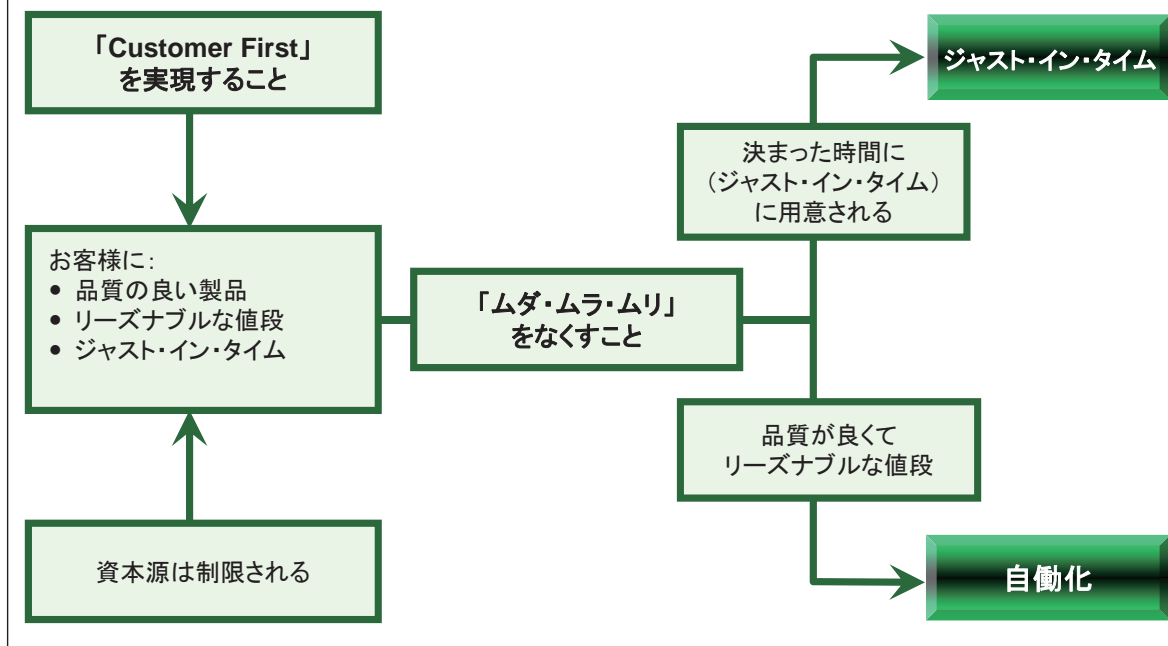 「Customer First」
を実現すること
ジャスト・イン・タイム
決まった時間に
（ジャスト・イン・タイム）
に用意される
お客様に：
• 品質の良い製品
• リーズナブルな値段
• ジャスト・イン・タイム
「ムダ・ムラ・ムリ」
をなくすこと
品質が良くて
リーズナブルな値段
資本源は制限される
自働化